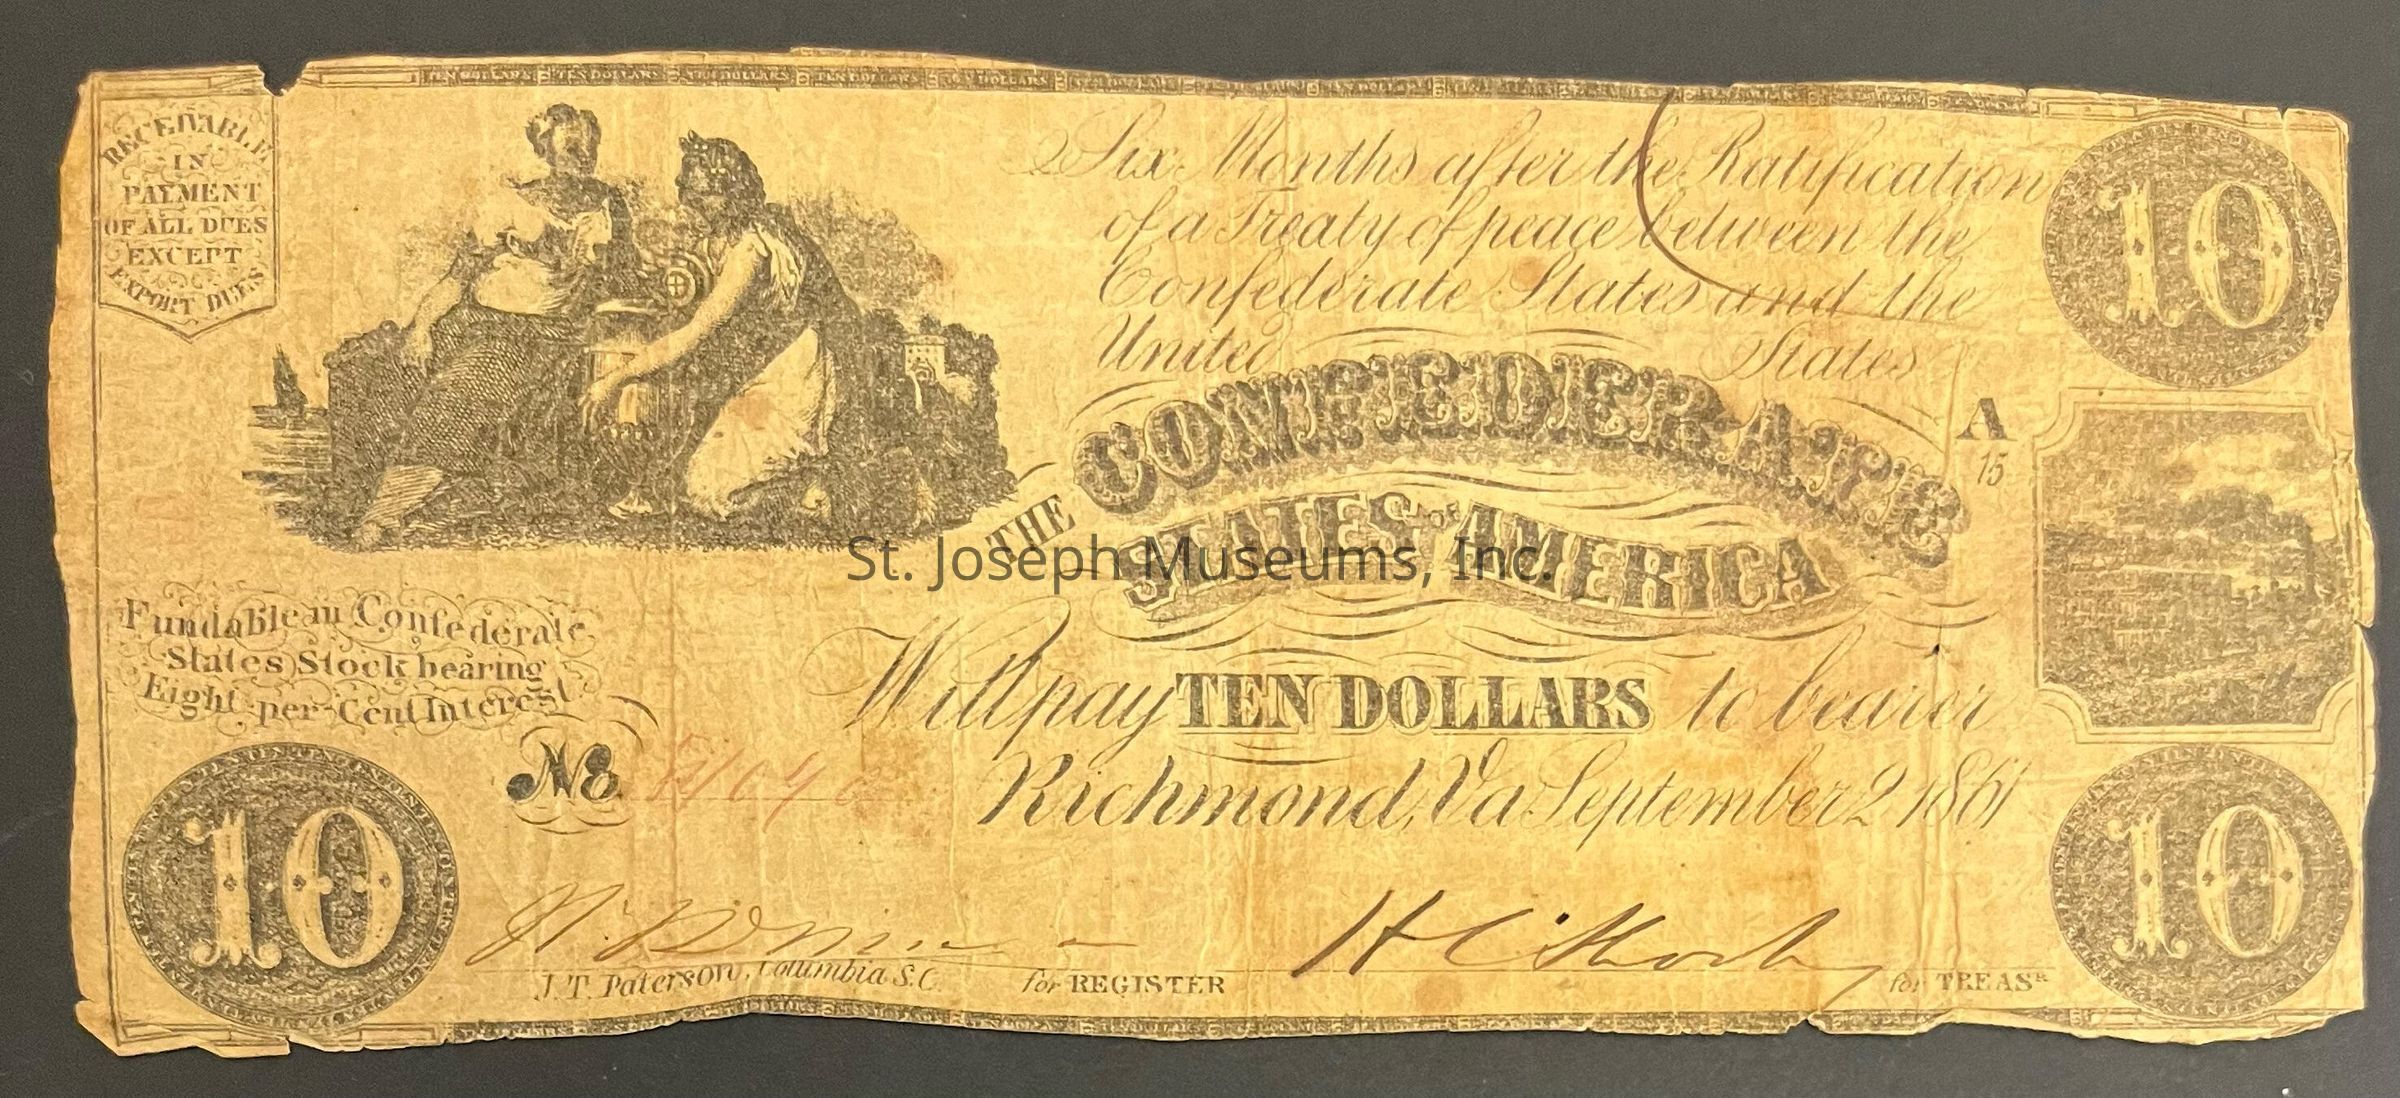 RECEIVABLE
IN
PAYMENT
OF ALL DUES
EXCEPT
EXPORT DUES
Six Months after the Ratification
of a Treaty of peace between the
Confederate States and the
United States
10
A
15
THE CONFEDERATE
STATES OF AMERICA
St. Joseph Museums, Inc.
Fundable in Confederate
States Stock bearing
Eight-per-Cent Interest
Will pay TEN DOLLARS to bearer
No
Richmond, Va September 2 1861
10
10
J.T. Paterson, Columbia S.C.
for REGISTER
for TREASR